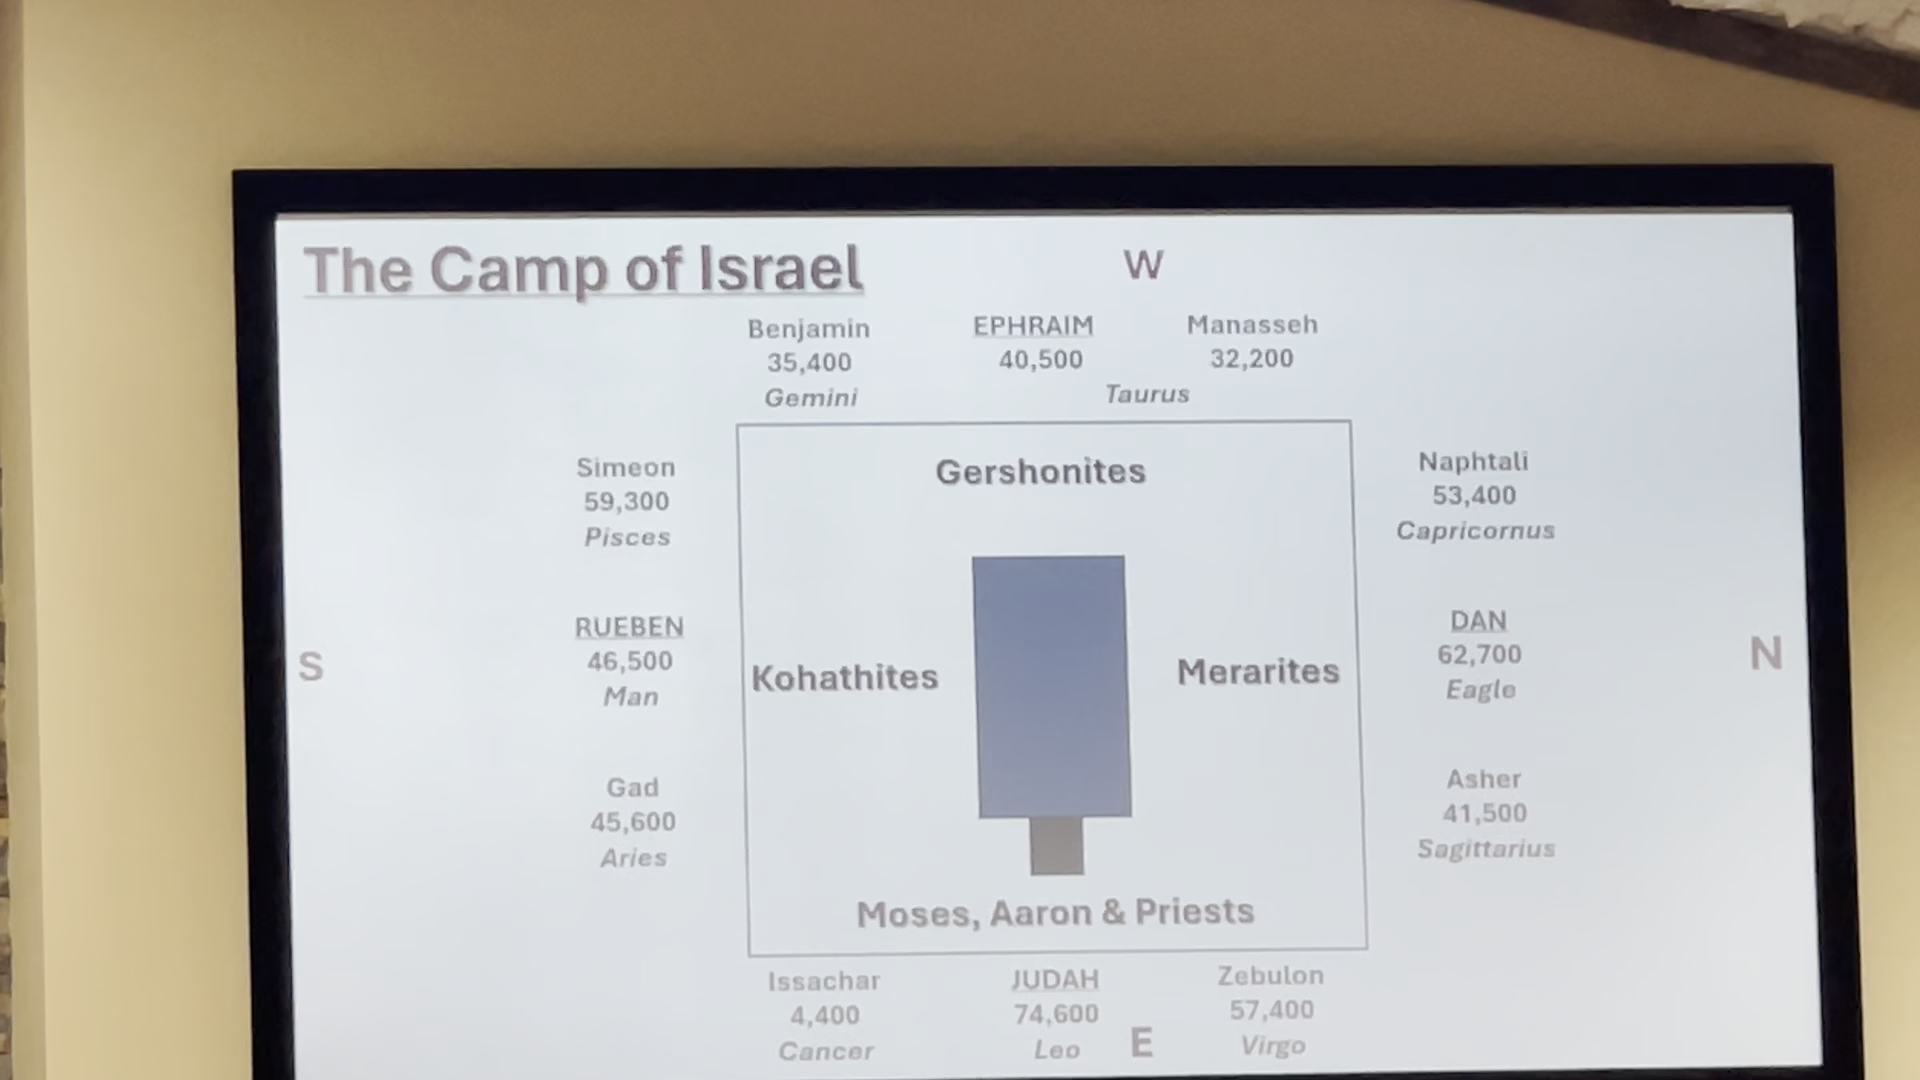 The Camp of Israel
W
Benjamin
35,400
Gemini
EPHRAIM
40,500
Manasseh
32,200
Taurus
Simeon
59,300
Pisces
Gershonites
Naphtali
53,400
Capricornus
S
RUEBEN
46,500
Man
Kohathites
Merarites
DAN
62,700
Eagle
N
Gad
45,600
Aries
Asher
41,500
Sagittarius
Moses, Aaron & Priests
Issachar
4,400
Cancer
JUDAH
74,600
Leo
E
Zebulon
57,400
Virgo